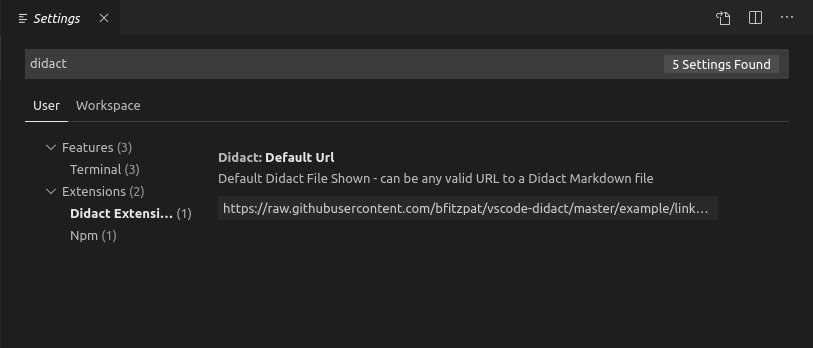 Settings
didact
5 Settings Found
User Workspace
Features (3)
Terminal (3)
Extensions (2)
Didact Extensi... (1)
Npm (1)
Didact: Default Url
Default Didact File Shown - can be any valid URL to a Didact Markdown file
https://raw.githubusercontent.com/bfitzpat/vscode-didact/master/example/link...